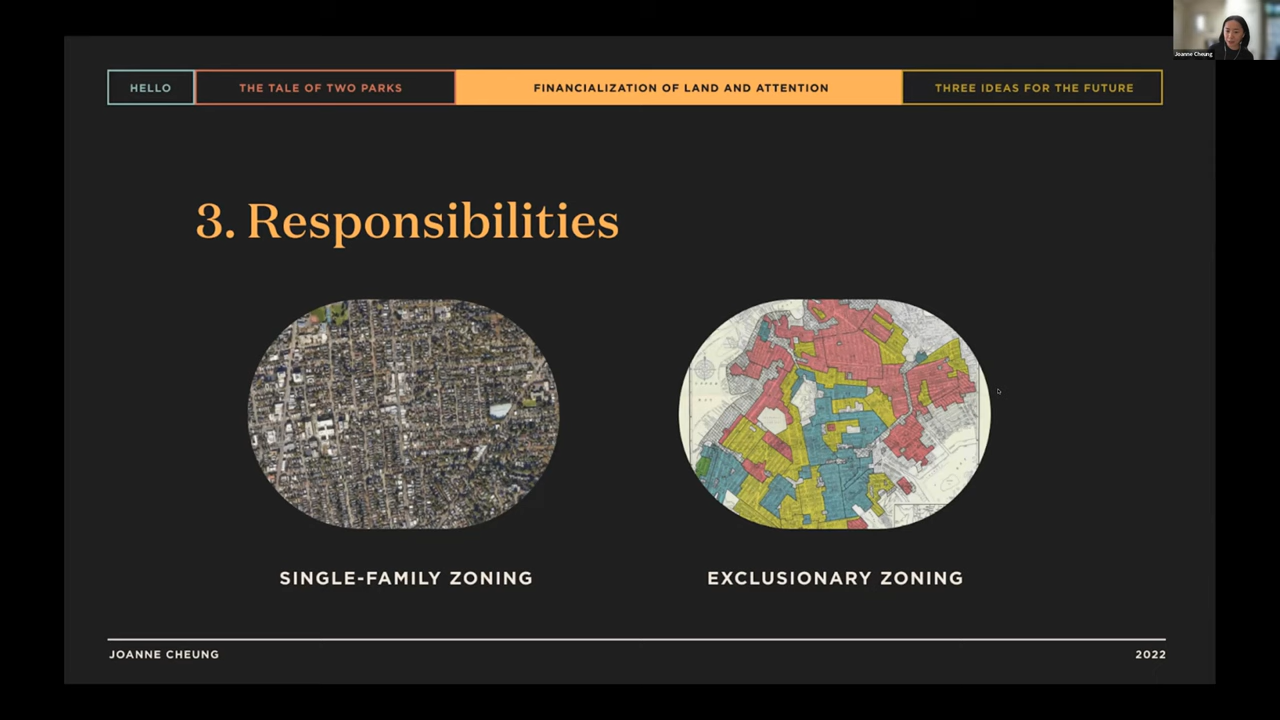 Joanne Cheung
HELLO
THE TALE OF TWO PARKS
FINANCIALIZATION OF LAND AND ATTENTION
THREE IDEAS FOR THE FUTURE
3. Responsibilities
SINGLE-FAMILY ZONING
EXCLUSIONARY ZONING
JOANNE CHEUNG
2022